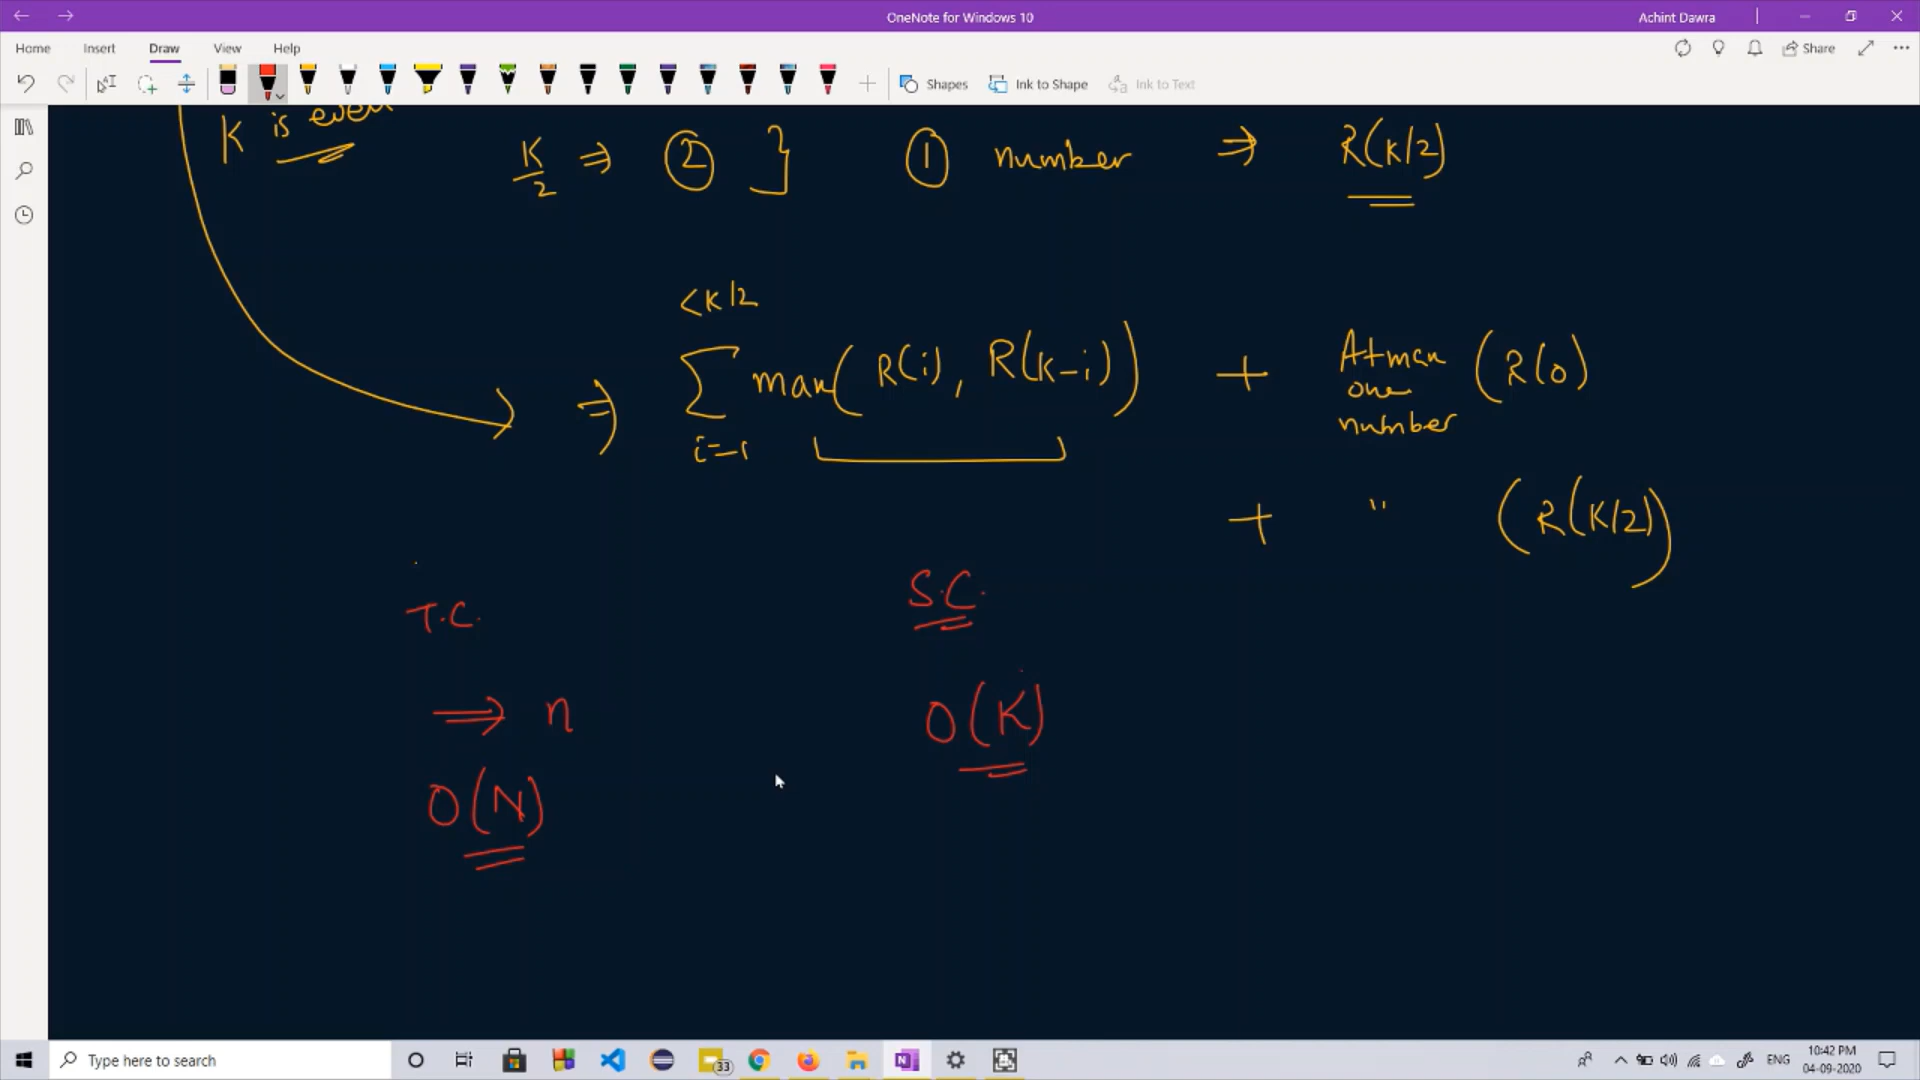 OneNote for Windows 10
Achint Dawra
Home Insert Draw View Help
Share
Shapes Ink to Shape Ink to Text
K is even
K/2 ⇒ ② ] ① number ⇒ R(K/2)
<K/2
⇒ ∑ max(R(i), R(K-i)) + Atmax one number (R(0)
i=1
+ " (R(K/2))
T.C. S.C.
⇒ n O(K)
O(N)
Type here to search
33
ENG
10:42 PM
04-09-2020